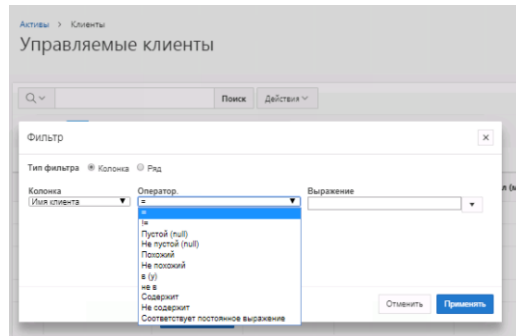 Активы > Клиенты
Управляемые клиенты
Поиск Действия
Фильтр
Тип фильтра Колонка Ряд
Колонка Оператор. Выражение
Имя клиента =
=
!=
Пустой (null)
Не пустой (null)
Похожий
Не похожий
в (у)
не в
Содержит
Не содержит
Соответствует постоянное выражение
Отменить Применить